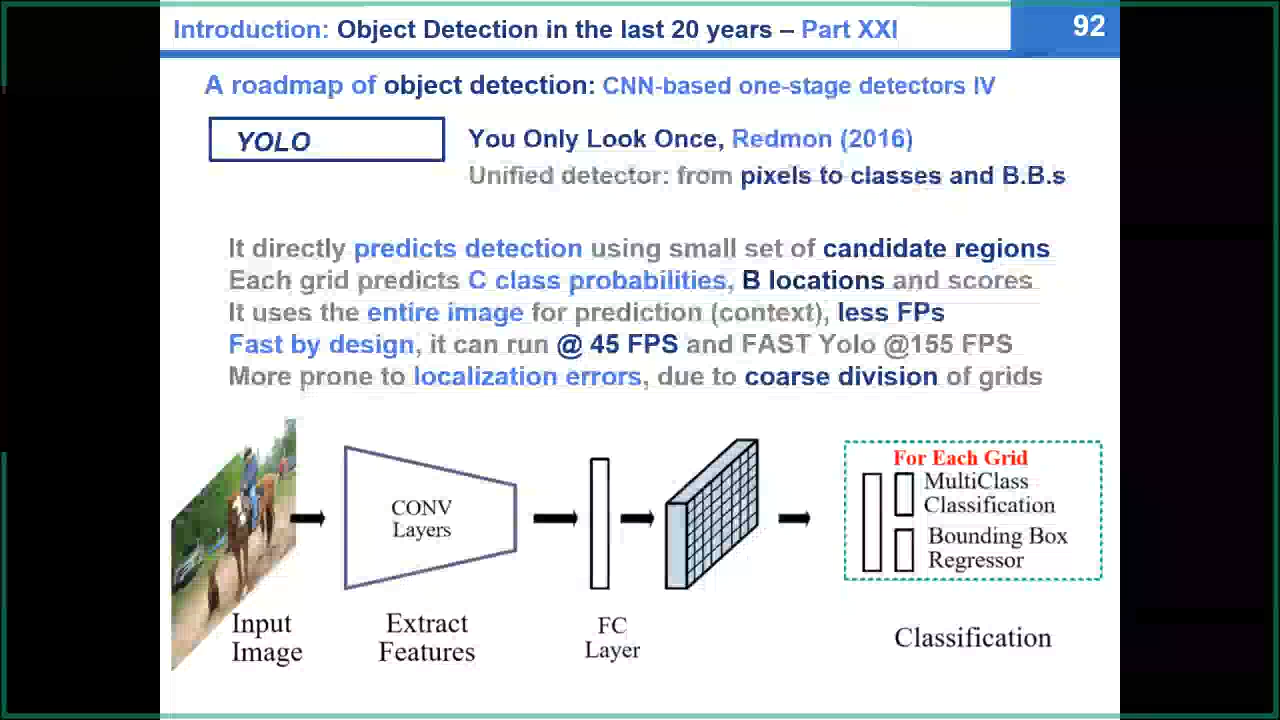 Introduction: Object Detection in the last 20 years – Part XXI
92
A roadmap of object detection: CNN-based one-stage detectors IV
YOLO
You Only Look Once, Redmon (2016)
Unified detector: from pixels to classes and B.B.s
It directly predicts detection using small set of candidate regions
Each grid predicts C class probabilities, B locations and scores
It uses the entire image for prediction (context), less FPs
Fast by design, it can run @ 45 FPS and FAST Yolo @155 FPS
More prone to localization errors, due to coarse division of grids
CONV
Layers
For Each Grid
MultiClass
Classification
Bounding Box
Regressor
Input
Image
Extract
Features
FC
Layer
Classification